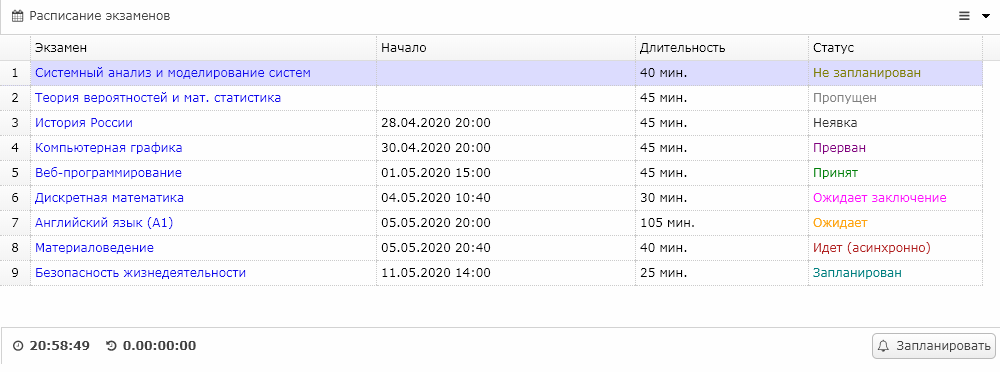 Расписание экзаменов
Экзамен Начало Длительность Статус
1 Системный анализ и моделирование систем 40 мин. Не запланирован
2 Теория вероятностей и мат. статистика 45 мин. Пропущен
3 История России 28.04.2020 20:00 45 мин. Неявка
4 Компьютерная графика 30.04.2020 20:00 45 мин. Прерван
5 Веб-программирование 01.05.2020 15:00 45 мин. Принят
6 Дискретная математика 04.05.2020 10:40 30 мин. Ожидает заключение
7 Английский язык (А1) 05.05.2020 20:00 105 мин. Ожидает
8 Материаловедение 05.05.2020 20:40 40 мин. Идет (асинхронно)
9 Безопасность жизнедеятельности 11.05.2020 14:00 25 мин. Запланирован
20:58:49 0.00:00:00 Запланировать